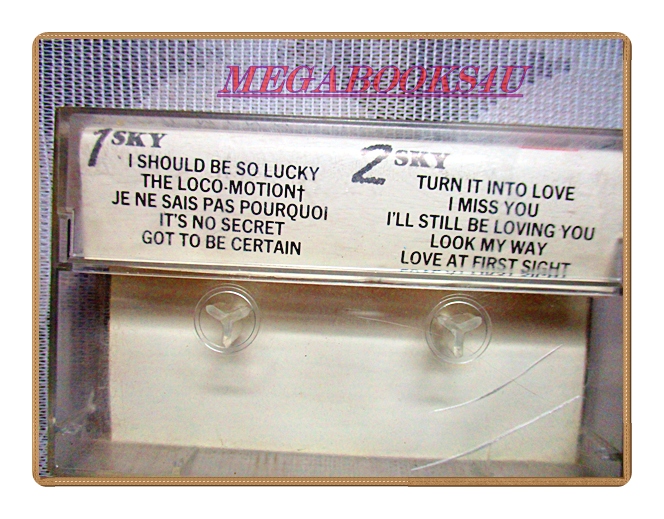 MEGABOOKS4U
1 SKY
I SHOULD BE SO LUCKY
THE LOCO-MOTION†
JE NE SAIS PAS POURQUOI
IT'S NO SECRET
GOT TO BE CERTAIN
2 SKY
TURN IT INTO LOVE
I MISS YOU
I'LL STILL BE LOVING YOU
LOOK MY WAY
LOVE AT FIRST SIGHT